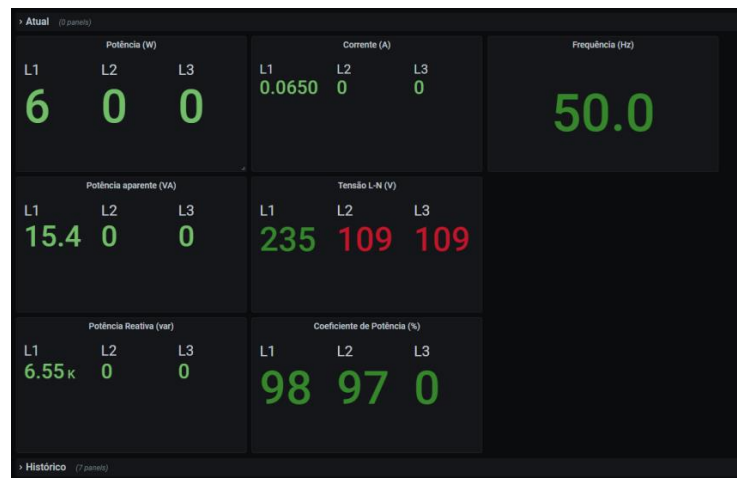 Atual (0 panels)
Potência (W)
L1 L2 L3
6 0 0
Corrente (A)
L1 L2 L3
0.0650 0 0
Frequência (Hz)
50.0
Potência aparente (VA)
L1 L2 L3
15.4 0 0
Tensão L-N (V)
L1 L2 L3
235 109 109
Potência Reativa (var)
L1 L2 L3
6.55 K 0 0
Coeficiente de Potência (%)
L1 L2 L3
98 97 0
Histórico (7 panels)